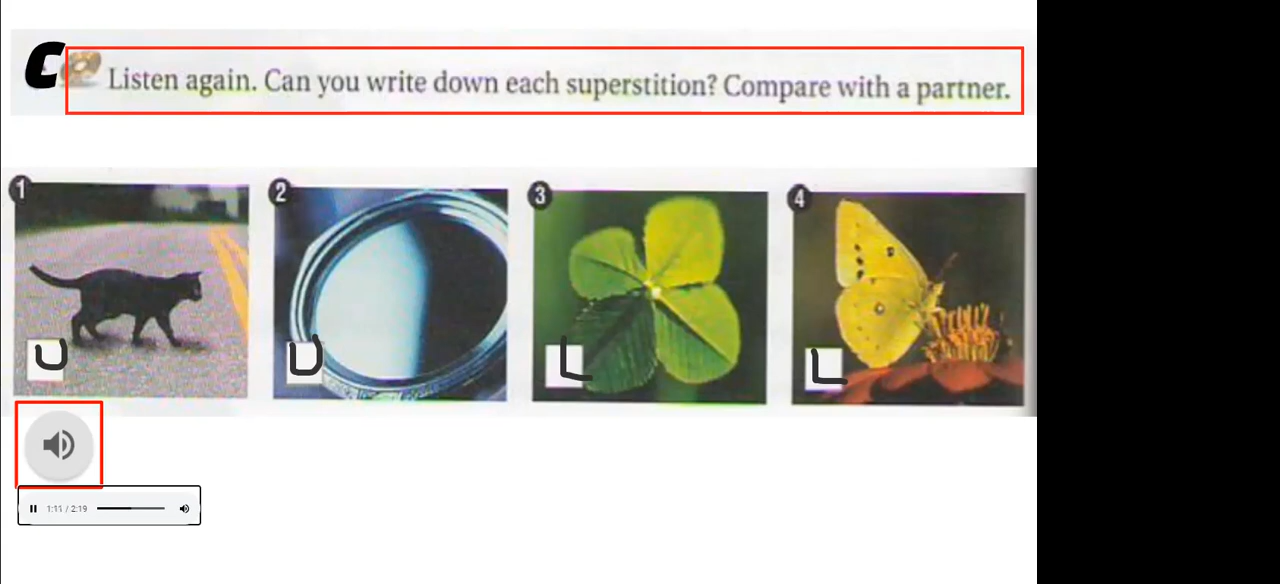 C Listen again. Can you write down each superstition? Compare with a partner.
1 2 3 4
U U L L
1:11 / 2:19